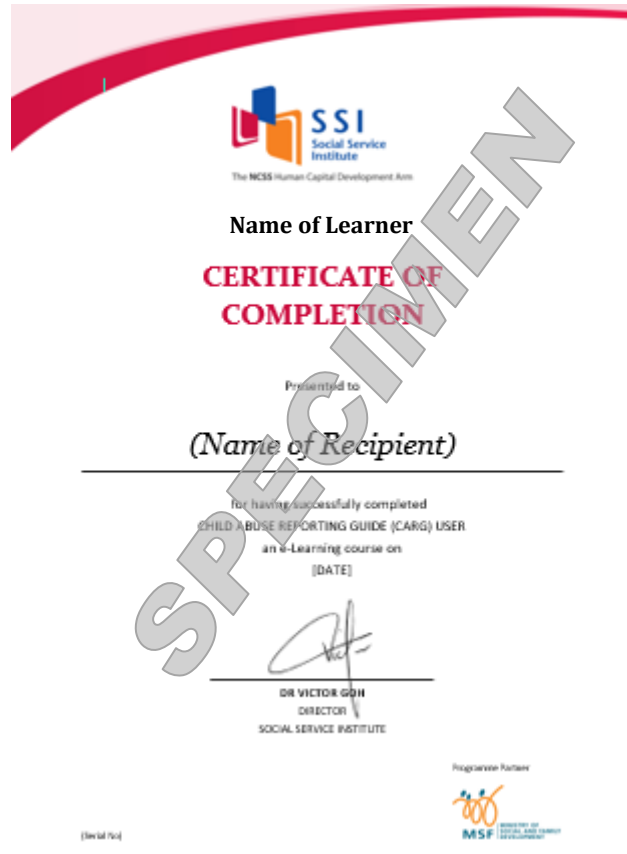 SSI
Social Service
Institute
The NCSS Human Capital Development Arm
Name of Learner
CERTIFICATE OF
COMPLETION
Presented to
(Name of Recipient)
for having successfully completed
CHILD ABUSE REPORTING GUIDE (CARG) USER
an e-Learning course on
[DATE]
DR VICTOR GOH
DIRECTOR
SOCIAL SERVICE INSTITUTE
Programme Partner
MSF
MINISTRY OF
SOCIAL AND FAMILY
DEVELOPMENT
(Serial No)
SPECIMEN